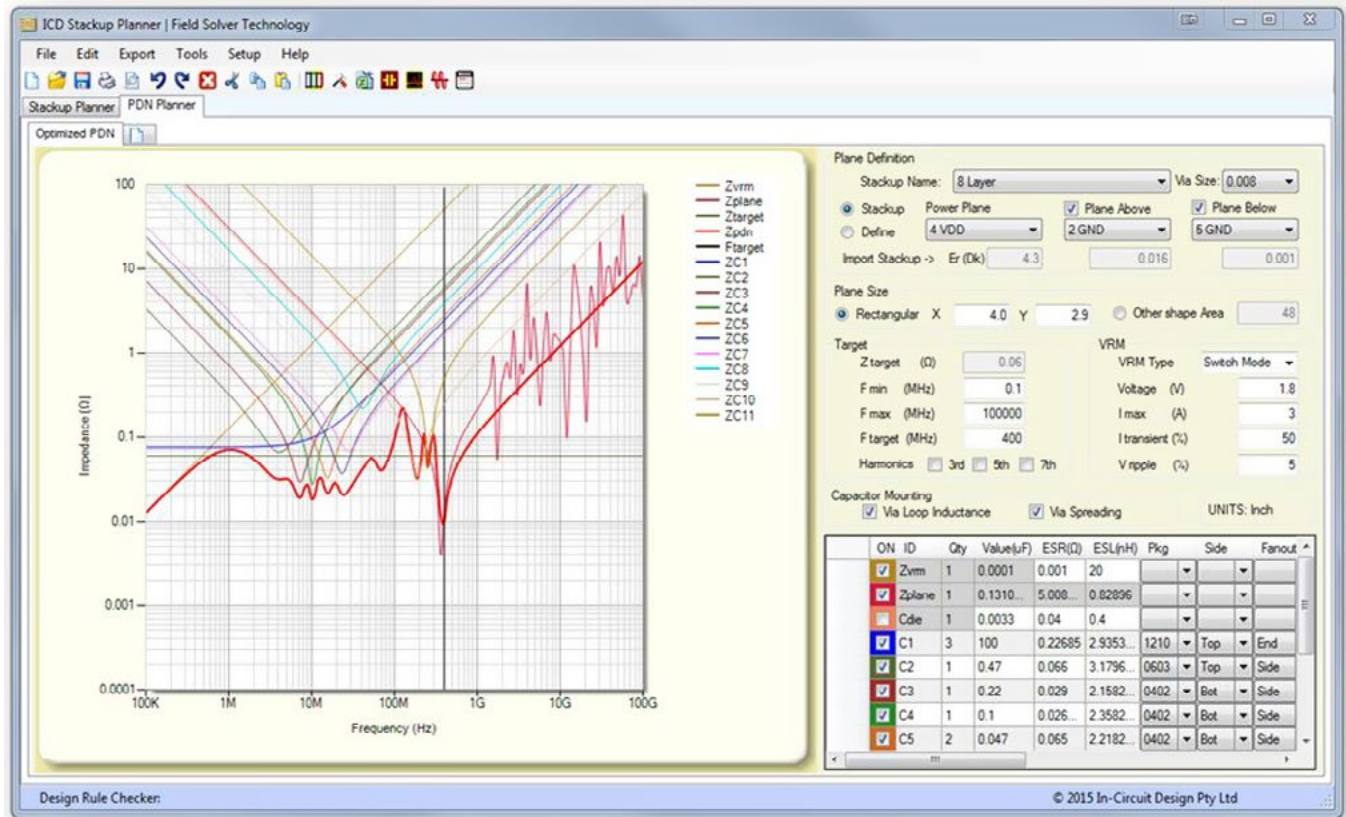 ICD Stackup Planner | Field Solver Technology
File Edit Export Tools Setup Help
Stackup Planner PDN Planner
Optimized PDN
100
10
1
0.1
0.01
0.001
0.0001
Impedance (Ω)
100K 1M 10M 100M 1G 10G 100G
Frequency (Hz)
Zvrm
Zplane
Ztarget
Zpdn
Ftarget
ZC1
ZC2
ZC3
ZC4
ZC5
ZC6
ZC7
ZC8
ZC9
ZC10
ZC11
Plane Definition
Stackup Name: 8 Layer Via Size: 0.008
Stackup Power Plane Plane Above Plane Below
Define 4 VDD 2 GND 5 GND
Import Stackup -> Er (Dk) 4.3 0.016 0.001
Plane Size
Rectangular X 4.0 Y 2.9 Other shape Area 48
Target VRM
Z target (Ω) 0.06 VRM Type Switch Mode
F min (MHz) 0.1 Voltage (V) 1.8
F max (MHz) 100000 I max (A) 3
F target (MHz) 400 I transient (%) 50
Harmonics 3rd 5th 7th V ripple (%) 5
Capacitor Mounting
Via Loop Inductance Via Spreading UNITS: Inch
ON ID Qty Value(uF) ESR(Ω) ESL(nH) Pkg Side Fanout
Zvrm 1 0.0001 0.001 20
Zplane 1 0.1310... 5.008... 0.82896
Cdie 1 0.0033 0.04 0.4
C1 3 100 0.22685 2.9353... 1210 Top End
C2 1 0.47 0.066 3.1796... 0603 Top Side
C3 1 0.22 0.029 2.1582... 0402 Bot Side
C4 1 0.1 0.026... 2.3582... 0402 Bot Side
C5 2 0.047 0.065 2.2182... 0402 Bot Side
Design Rule Checker: © 2015 In-Circuit Design Pty Ltd